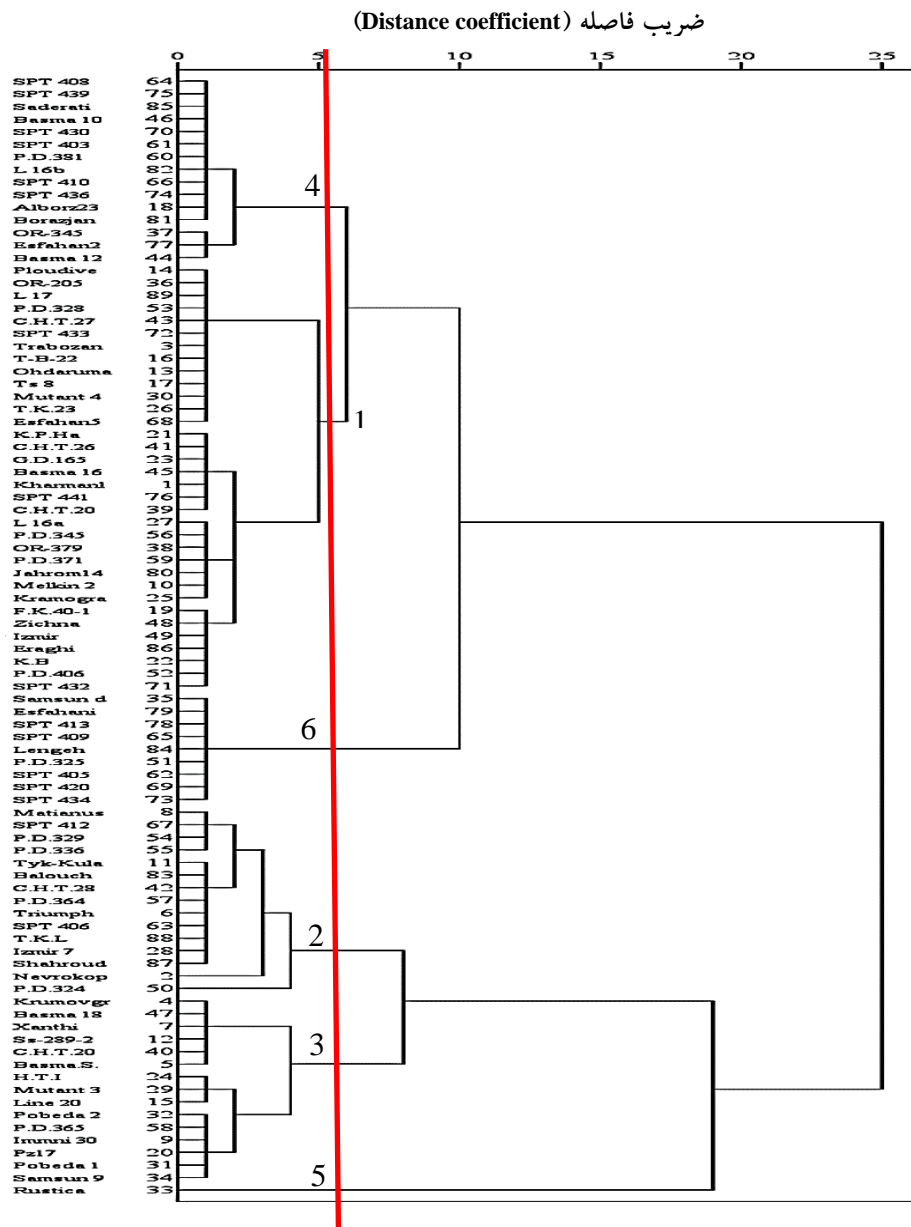 ضریب فاصله (Distance coefficient)
0 5 10 15 20 25
SPT 408 64
SPT 439 75
Saderati 85
Basma 10 46
SPT 430 70
SPT 403 61
P.D.381 60
L 16b 82
SPT 410 66
SPT 436 74
4
Alborz23 18
Borazjan 81
OR-345 37
Esfahan2 77
Basma 12 44
Ploudive 14
OR-205 36
L 17 89
P.D.328 53
C.H.T.27 43
SPT 433 72
Trabozan 3
T-B-22 16
Ohdaruma 13
Ts 8 17
Mutant 4 30
T.K.23 26
Esfahan5 68 1
K.P.Ha 21
C.H.T.26 41
G.D.165 23
Basma 16 45
Kharmanl 1
SPT 441 76
C.H.T.20 39
L 16a 27
P.D.345 56
OR-379 38
P.D.371 59
Jahrom14 80
Melkin 2 10
Kramogra 25
F.K.40-1 19
Zichna 48
Izmir 49
Eraghi 86
K.B 22
P.D.406 52
SPT 432 71
Samsun d 35
Esfahani 79
SPT 413 78
SPT 409 65
6
Lengeh 84
P.D.325 51
SPT 405 62
SPT 420 69
SPT 434 73
Matianus 8
SPT 412 67
P.D.329 54
P.D.336 55
Tyk-Kula 11
Balouch 83
C.H.T.28 42
P.D.364 57
Triumph 6
SPT 406 63
2
T.K.L 88
Izmir 7 28
Shahroud 87
Nevrokop 2
P.D.324 50
Krumovgr 4
Basma 18 47
Xanthi 7
Ss-289-2 12
3
C.H.T.20 40
Basma.S. 5
H.T.I 24
Mutant 3 29
Line 20 15
Pobeda 2 32
P.D.365 58
Immni 30 9
Pz17 20
Pobeda 1 31
Samsun 9 34
5
Rustica 33